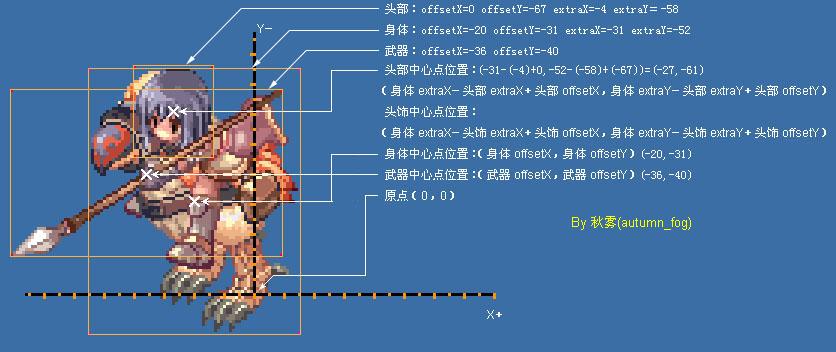 头部：offsetX=0 offsetY=-67 extraX=-4 extraY=-58
Y-
身体：offsetX=-20 offsetY=-31 extraX=-31 extraY=-52
武器：offsetX=-36 offsetY=-40
头部中心点位置：(-31-(-4)+0, -52-(-58)+(-67))=(-27, -61)
（身体 extraX- 头部 extraX+ 头部 offsetX，身体 extraY- 头部 extraY+ 头部 offsetY）
头饰中心点位置：
（身体 extraX- 头饰 extraX+ 头饰 offsetX，身体 extraY- 头饰 extraY+ 头饰 offsetY）
身体中心点位置：（身体 offsetX，身体 offsetY）(-20, -31)
武器中心点位置：（武器 offsetX，武器 offsetY）(-36, -40)
原点（0，0）
By 秋雾(autumn_fog)
X+